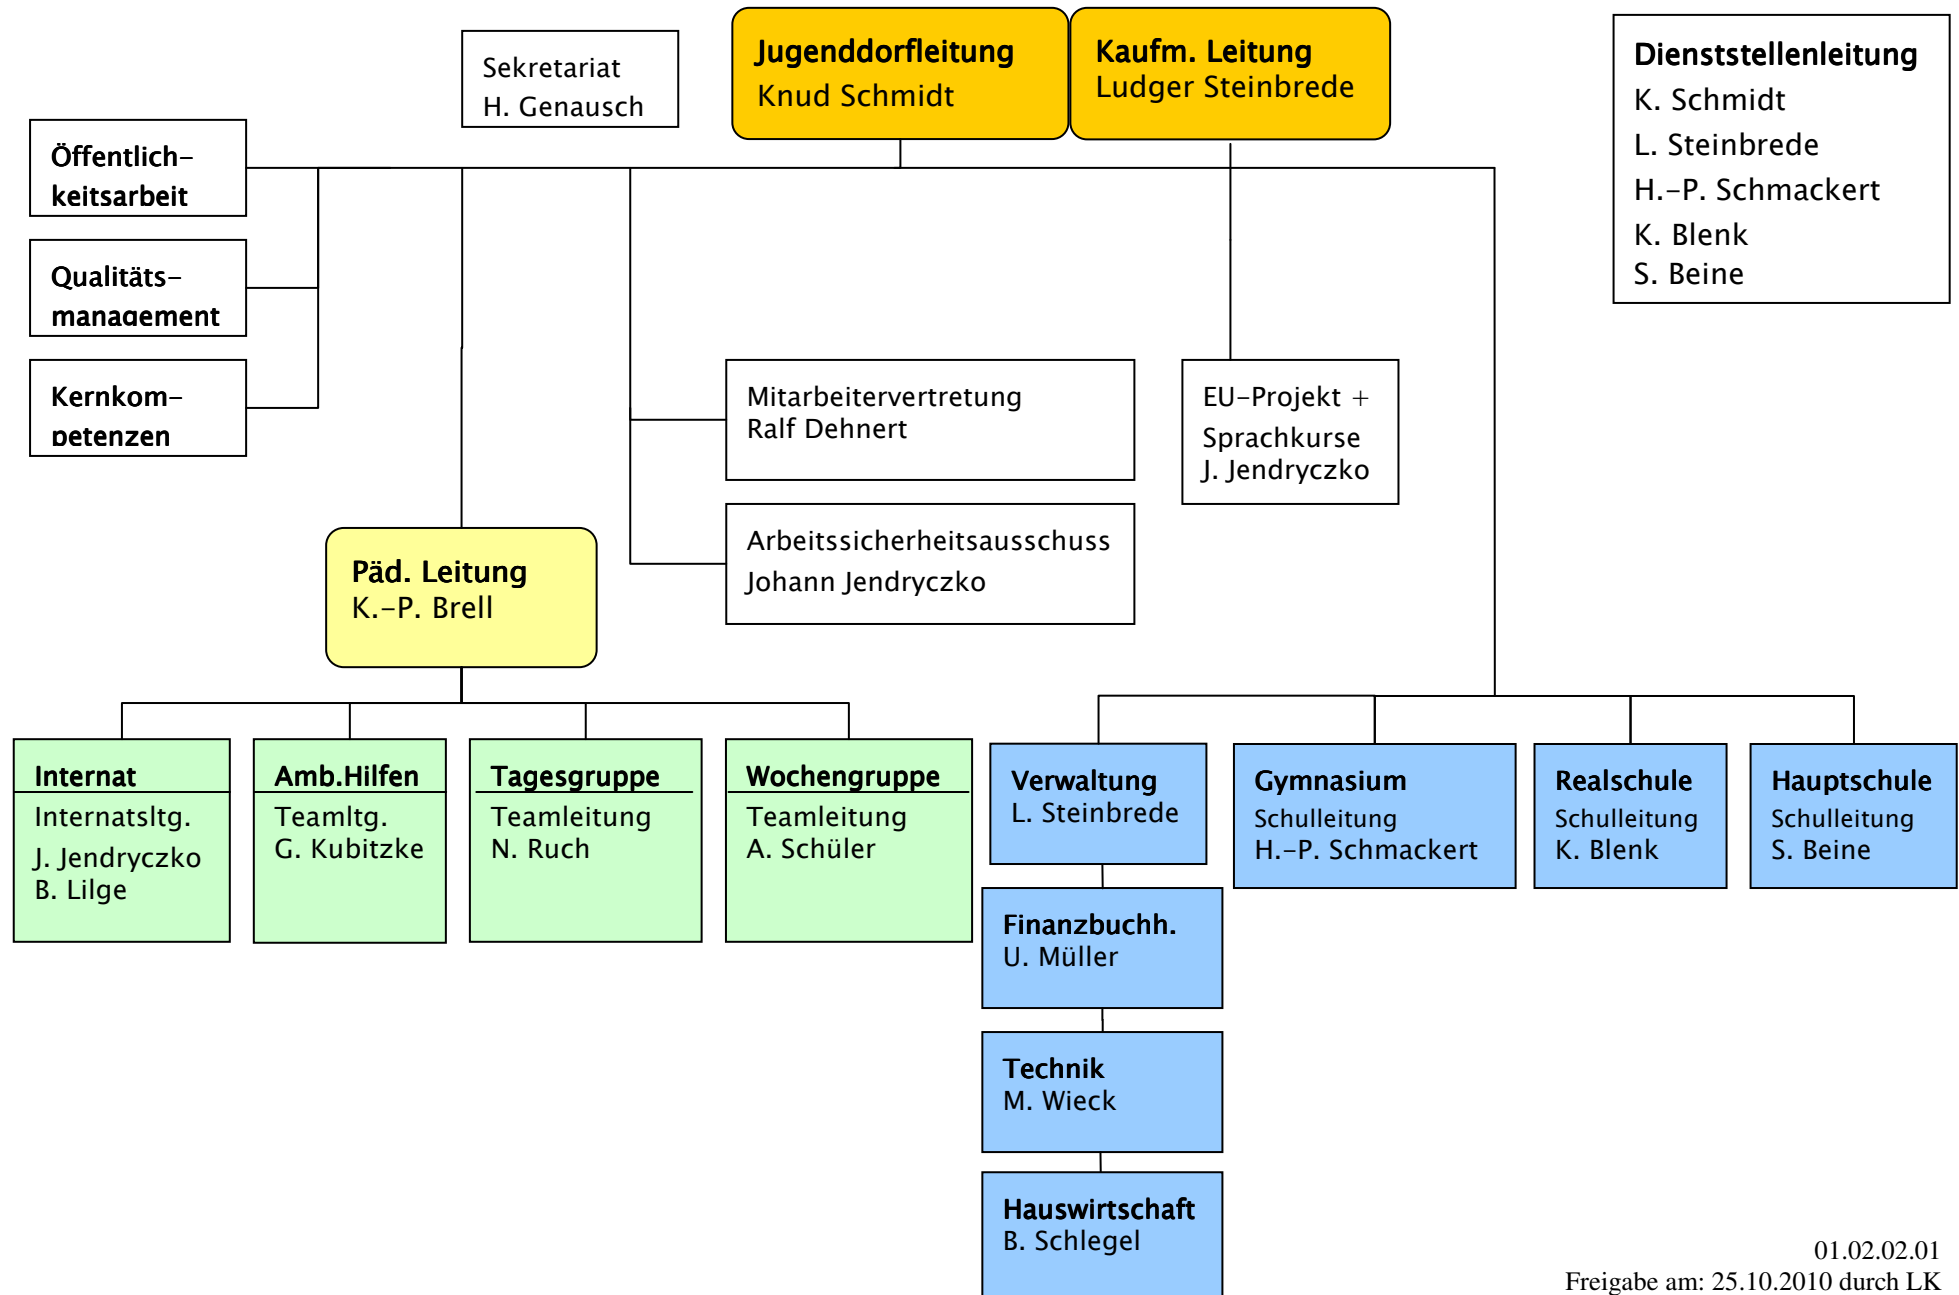 Sekretariat
H. Genausch
Jugenddorfleitung
Knud Schmidt
Kaufm. Leitung
Ludger Steinbrede
Dienststellenleitung
K. Schmidt
L. Steinbrede
H.-P. Schmackert
K. Blenk
S. Beine
Öffentlich-
keitsarbeit
Qualitäts-
management
Kernkom-
petenzen
Mitarbeitervertretung
Ralf Dehnert
EU-Projekt +
Sprachkurse
J. Jendryczko
Arbeitssicherheitsausschuss
Johann Jendryczko
Päd. Leitung
K.-P. Brell
Internat
Internatsltg.
J. Jendryczko
B. Lilge
Amb.Hilfen
Teamltg.
G. Kubitzke
Tagesgruppe
Teamleitung
N. Ruch
Wochengruppe
Teamleitung
A. Schüler
Verwaltung
L. Steinbrede
Gymnasium
Schulleitung
H.-P. Schmackert
Realschule
Schulleitung
K. Blenk
Hauptschule
Schulleitung
S. Beine
Finanzbuchh.
U. Müller
Technik
M. Wieck
Hauswirtschaft
B. Schlegel
01.02.02.01
Freigabe am: 25.10.2010 durch LK